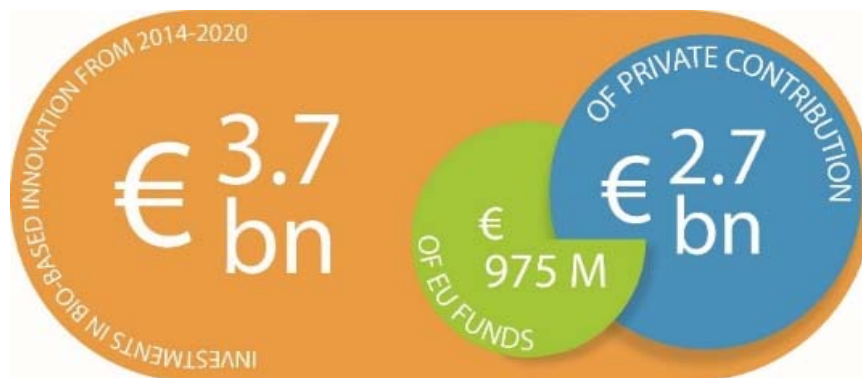 INVESTMENTS IN BIO-BASED INNOVATION FROM 2014-2020
€ 3.7
bn
€
975 M
OF EU FUNDS
OF PRIVATE CONTRIBUTION
€ 2.7
bn